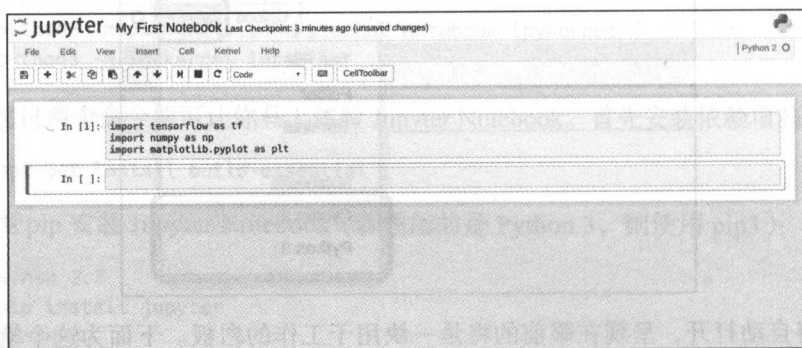 jupyter My First Notebook Last Checkpoint: 3 minutes ago (unsaved changes)
File Edit View Insert Cell Kernel Help Python 2
Code CellToolbar
In [1]: import tensorflow as tf
import numpy as np
import matplotlib.pyplot as plt
In [ ]: